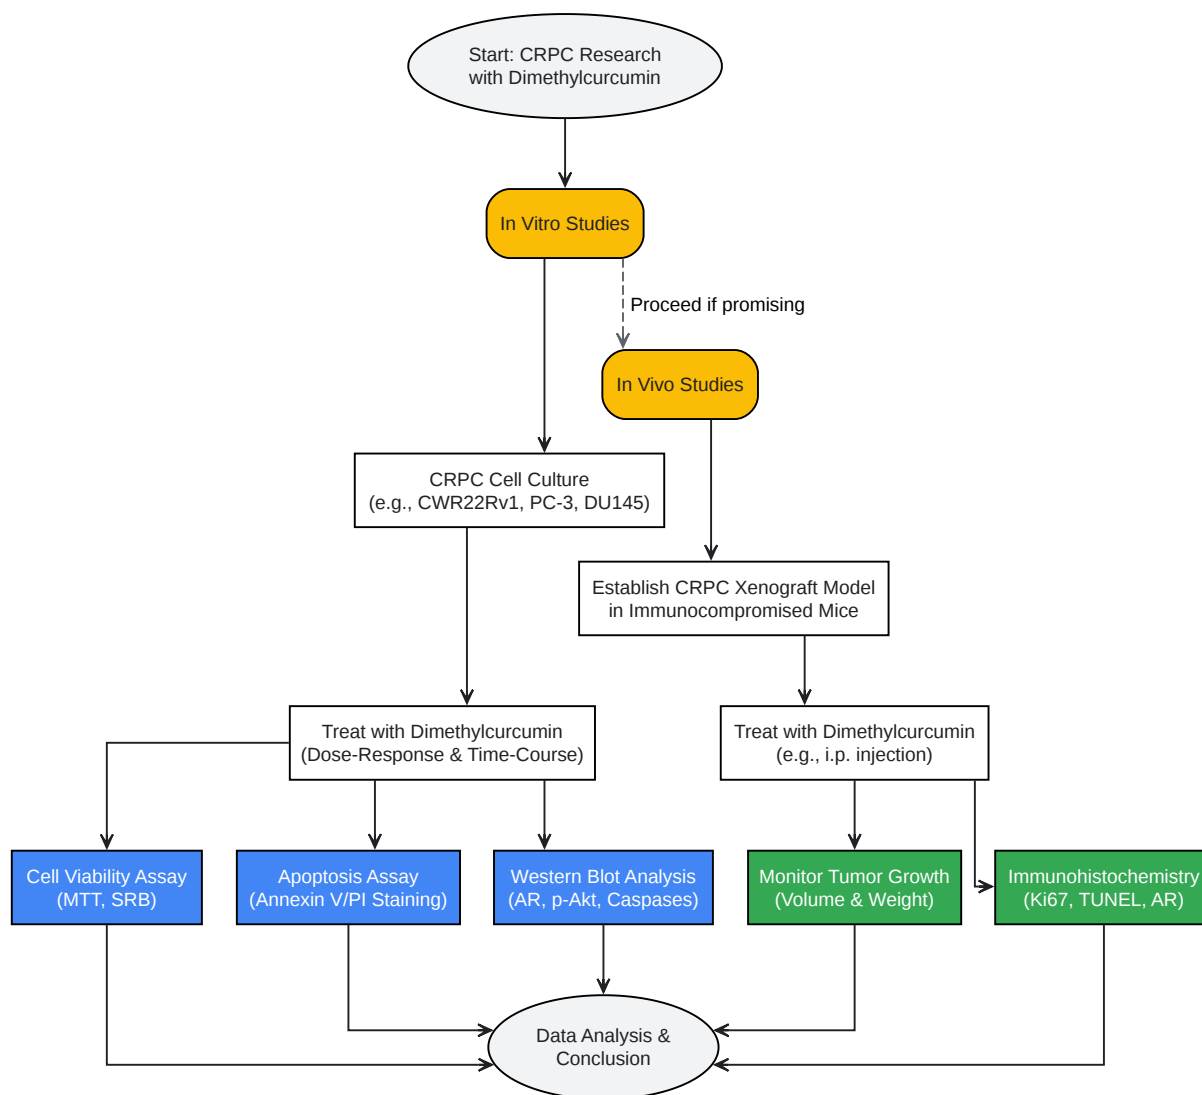 Start: CRPC Research
with Dimethylcurcumin
In Vitro Studies
Proceed if promising
In Vivo Studies
CRPC Cell Culture
(e.g., CWR22Rv1, PC-3, DU145)
Establish CRPC Xenograft Model
in Immunocompromised Mice
Treat with Dimethylcurcumin
(Dose-Response & Time-Course)
Treat with Dimethylcurcumin
(e.g., i.p. injection)
Cell Viability Assay
(MTT, SRB)
Apoptosis Assay
(Annexin V/PI Staining)
Western Blot Analysis
(AR, p-Akt, Caspases)
Monitor Tumor Growth
(Volume & Weight)
Immunohistochemistry
(Ki67, TUNEL, AR)
Data Analysis &
Conclusion